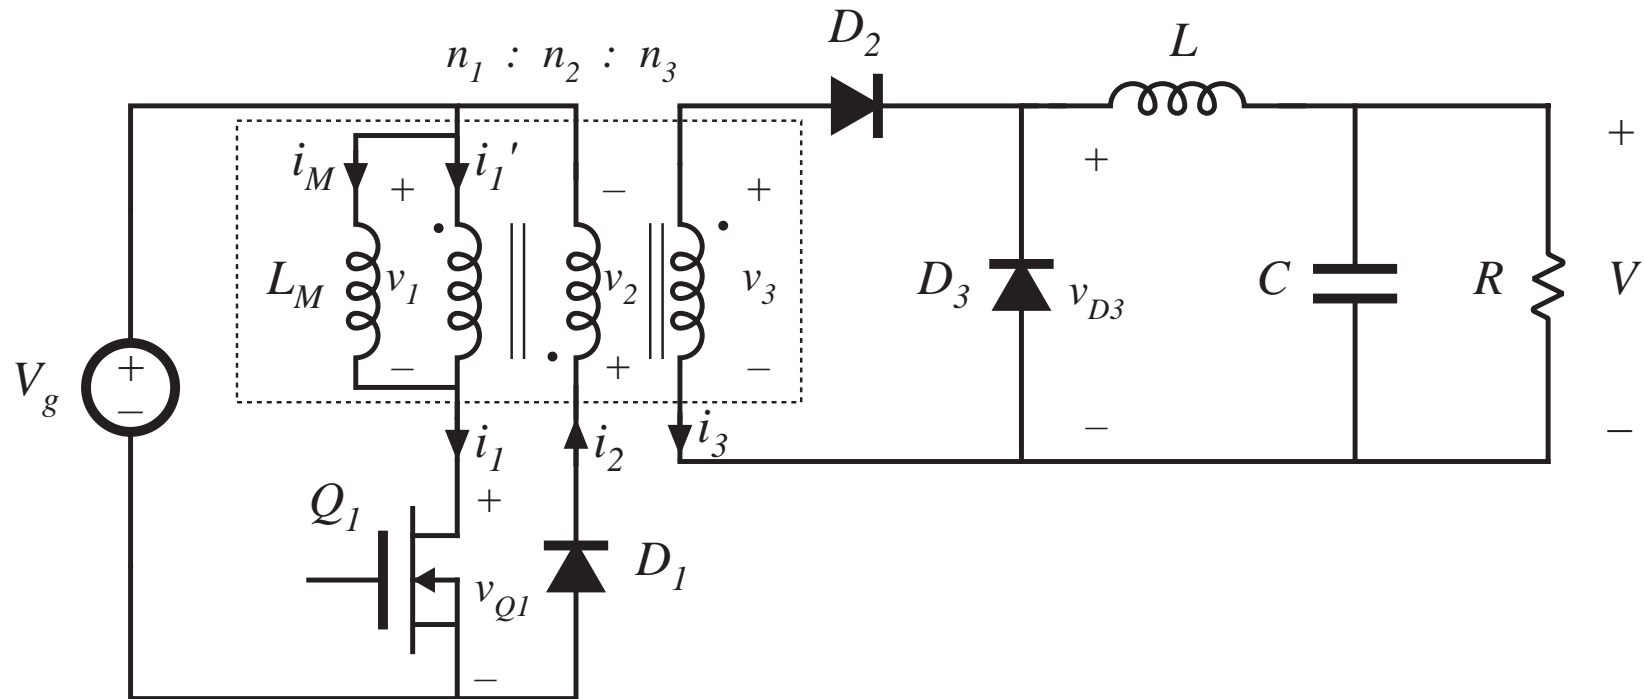 D2
L
n1 : n2 : n3
iM
i1'
+
−
+
+
+
LM
v1
v2
v3
D3
vD3
C
R
V
Vg
+
−
−
+
−
−
−
i1
i2
i3
Q1
+
vQ1
−
D1